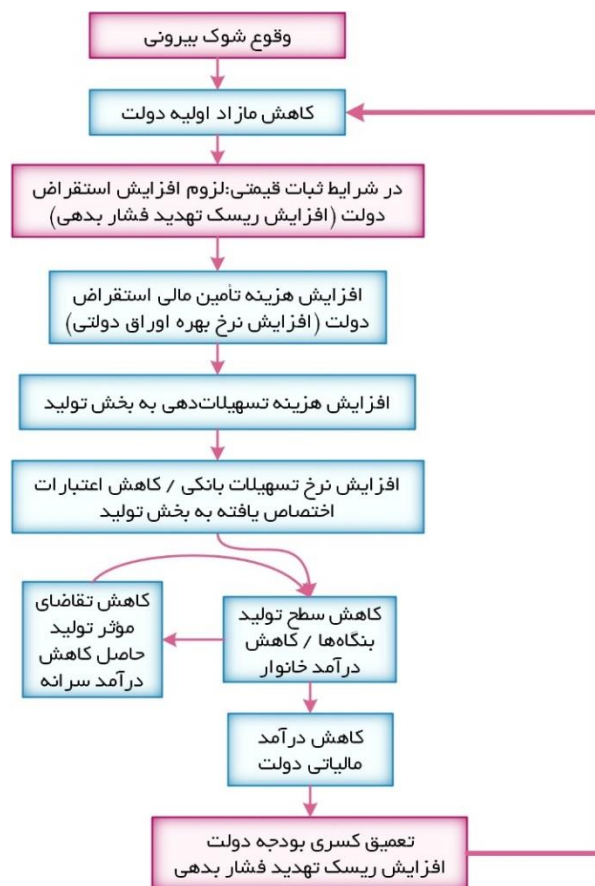 وقوع شوک بیرونی
کاهش مازاد اولیه دولت
در شرایط ثبات قیمتی:لزوم افزایش استقراض
دولت (افزایش ریسک تهدید فشار بدهی)
افزایش هزینه تأمین مالی استقراض
دولت (افزایش نرخ بهره اوراق دولتی)
افزایش هزینه تسهیلات‌دهی به بخش تولید
افزایش نرخ تسهیلات بانکی / کاهش اعتبارات
اختصاص یافته به بخش تولید
کاهش سطح تولید
بنگاه‌ها / کاهش
درآمد خانوار
کاهش تقاضای
مؤثر تولید
حاصل کاهش
درآمد سرانه
کاهش درآمد
مالیاتی دولت
تعمیق کسری بودجه دولت
افزایش ریسک تهدید فشار بدهی